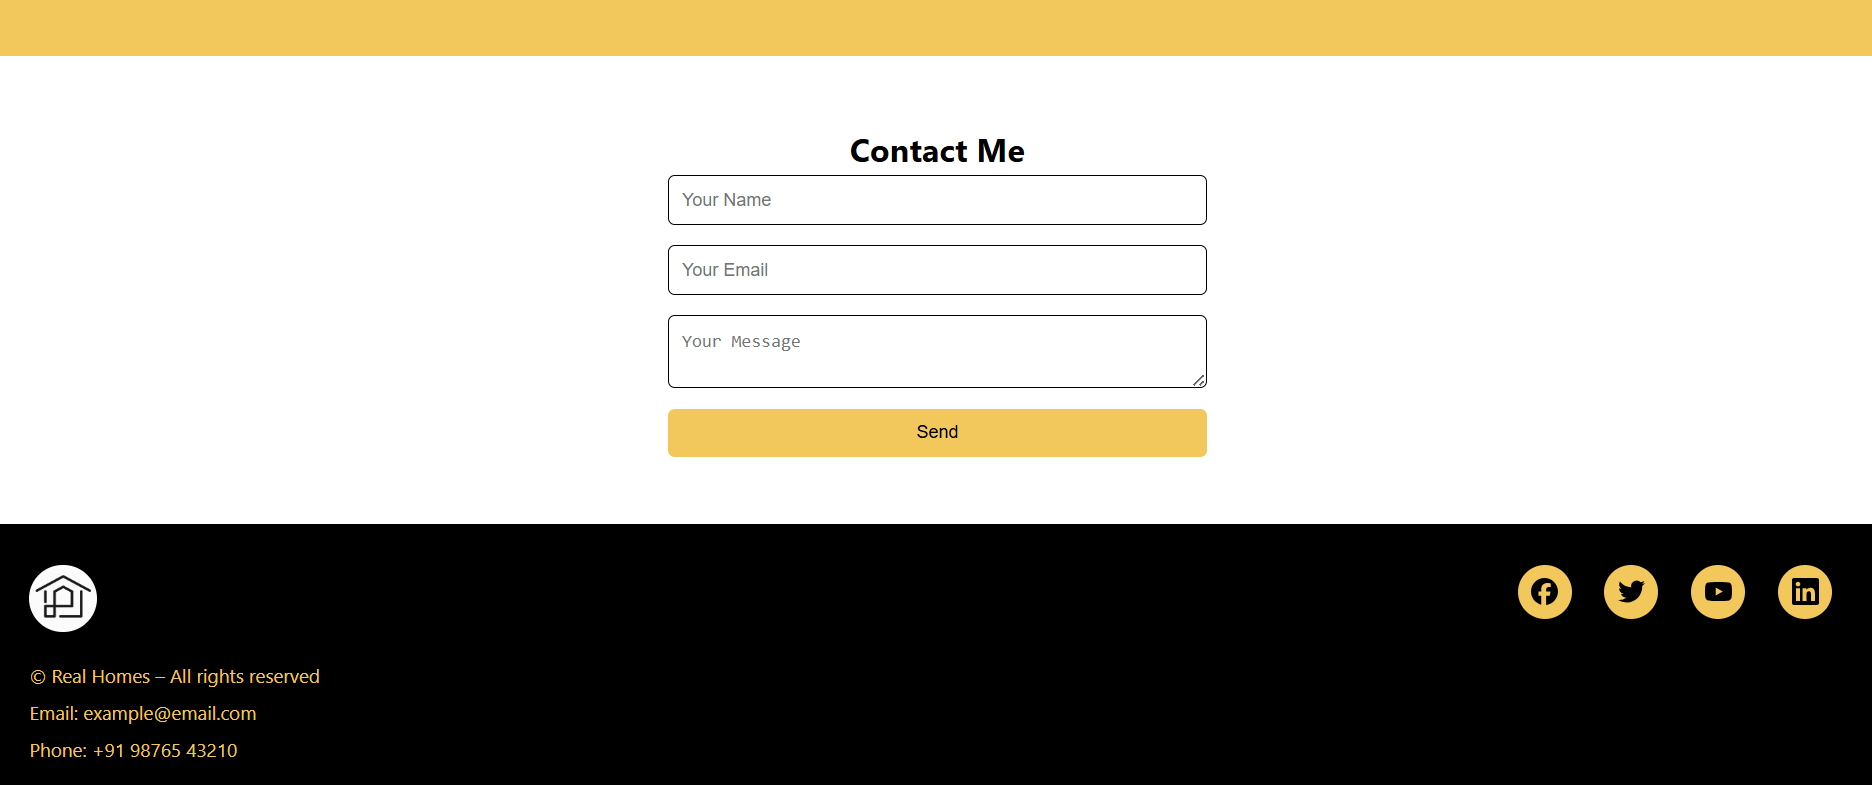 Contact Me
Your Name
Your Email
Your Message
Send
© Real Homes – All rights reserved
Email: example@email.com
Phone: +91 98765 43210